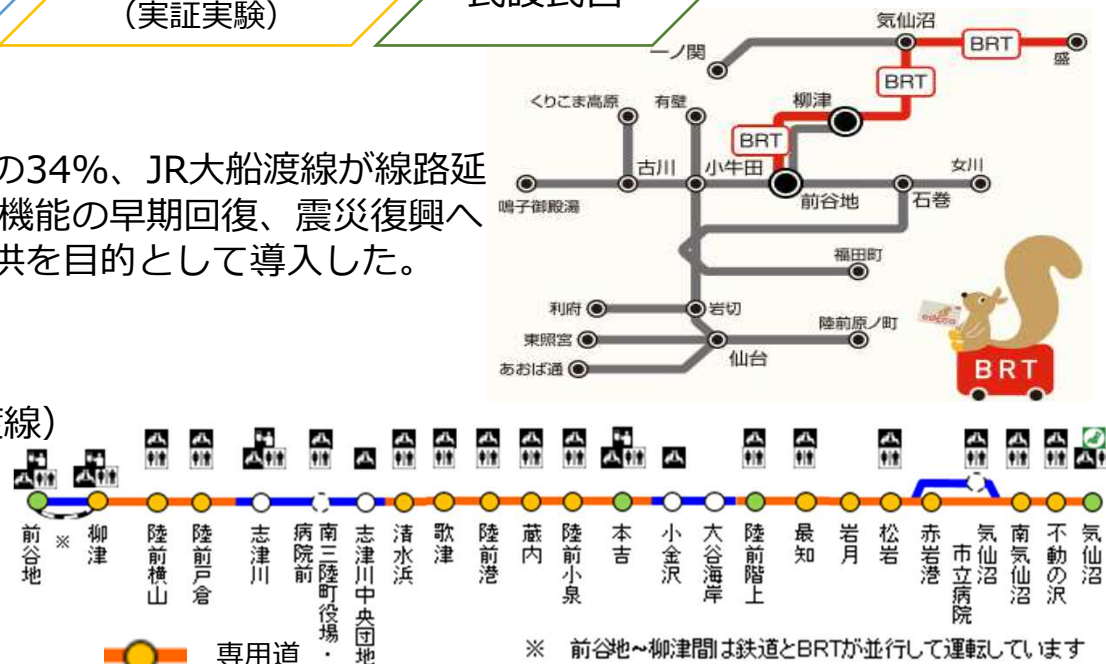 （実証実験）
気仙沼
BRT
盛
一ノ関
BRT
くりこま高原
有壁
柳津
BRT
の34%、JR大船渡線が線路延
古川
小牛田
女川
鳴子御殿湯
前谷地
石巻
機能の早期回復、震災復興へ
共を目的として導入した。
福田町
利府
岩切
陸前原ノ町
東照宮
仙台
あおば通
BRT
線）
前谷地
※
柳津
陸前横山
陸前戸倉
志津川
南三陸町役場・
病院前
志津川中央団地
清水浜
歌津
陸前港
蔵内
陸前小泉
本吉
小金沢
大谷海岸
陸前階上
最知
岩月
松岩
赤岩港
気仙沼
市立病院
南気仙沼
不動の沢
気仙沼
専用道
※ 前谷地~柳津間は鉄道とBRTが並行して運転しています